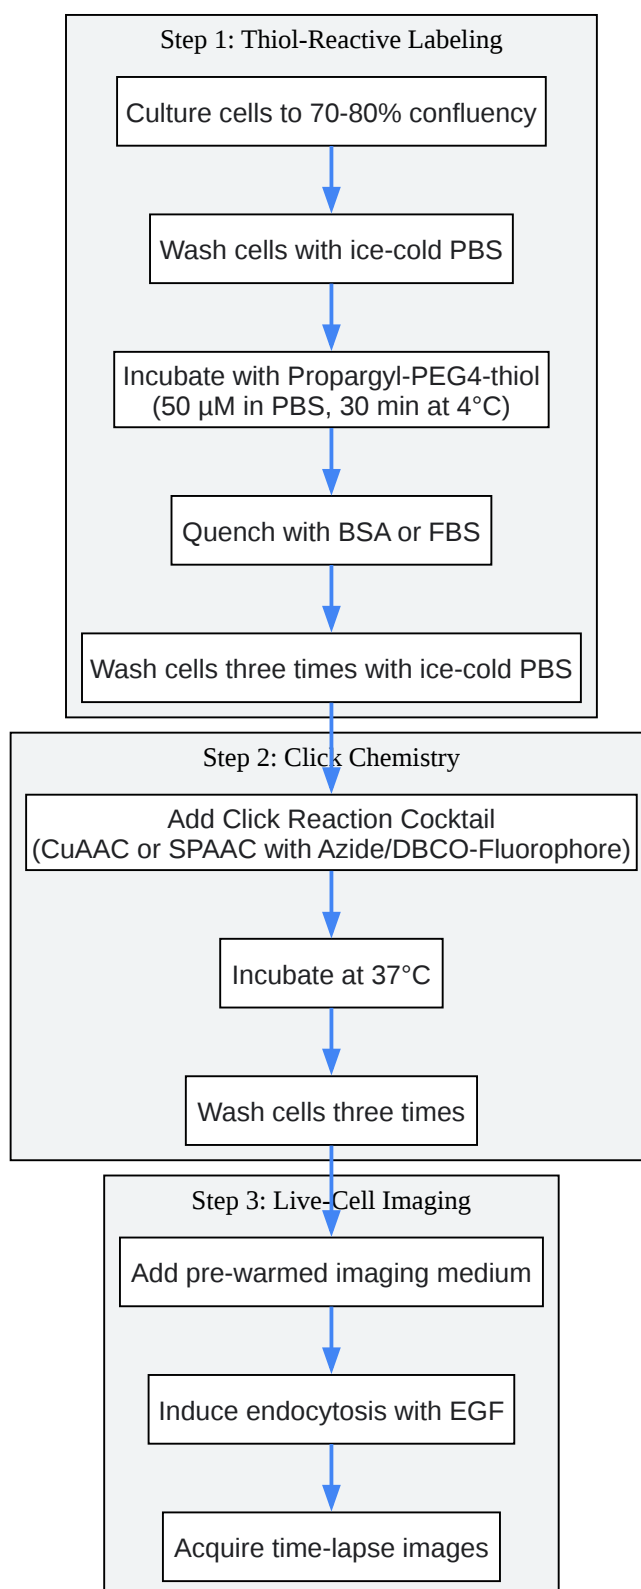 Step 1: Thiol-Reactive Labeling
Culture cells to 70-80% confluency
Wash cells with ice-cold PBS
Incubate with Propargyl-PEG4-thiol
(50 µM in PBS, 30 min at 4°C)
Quench with BSA or FBS
Wash cells three times with ice-cold PBS
Step 2: Click Chemistry
Add Click Reaction Cocktail
(CuAAC or SPAAC with Azide/DBCO-Fluorophore)
Incubate at 37°C
Wash cells three times
Step 3: Live-Cell Imaging
Add pre-warmed imaging medium
Induce endocytosis with EGF
Acquire time-lapse images